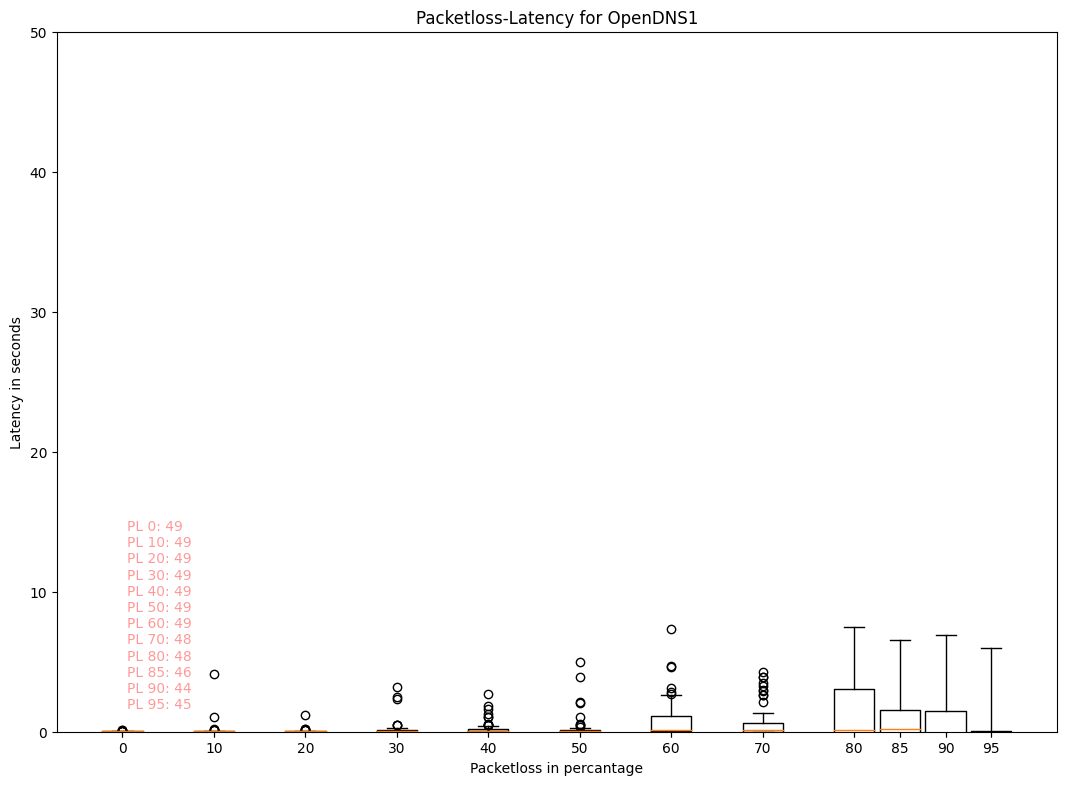 Packetloss-Latency for OpenDNS1
50
40
30
20
10
0
Latency in seconds
PL 0: 49
PL 10: 49
PL 20: 49
PL 30: 49
PL 40: 49
PL 50: 49
PL 60: 49
PL 70: 48
PL 80: 48
PL 85: 46
PL 90: 44
PL 95: 45
0 10 20 30 40 50 60 70 80 85 90 95
Packetloss in percantage